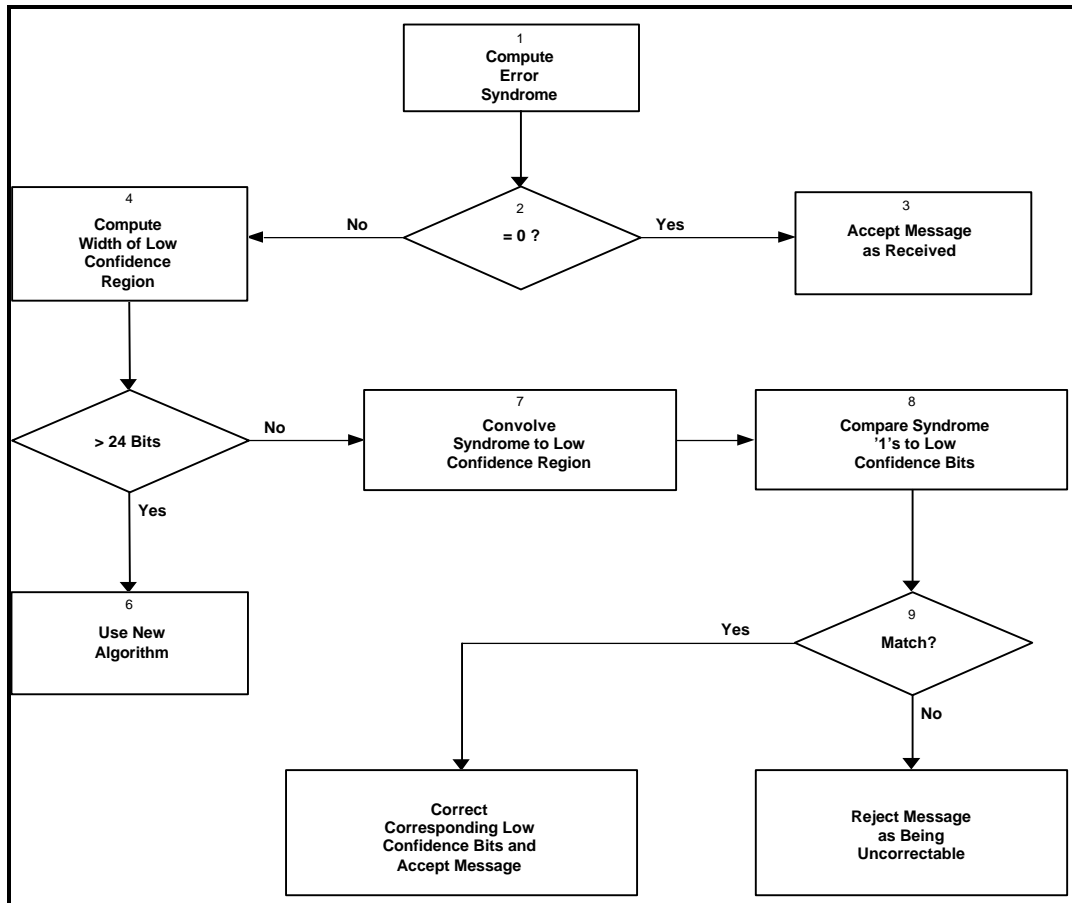 1
Compute
Error
Syndrome
4
Compute
Width of Low
Confidence
Region
No
2
= 0 ?
Yes
3
Accept Message
as Received
> 24 Bits
No
7
Convolve
Syndrome to Low
Confidence Region
8
Compare Syndrome
'1's to Low
Confidence Bits
Yes
6
Use New
Algorithm
Yes
9
Match?
No
Correct
Corresponding Low
Confidence Bits and
Accept Message
Reject Message
as Being
Uncorrectable